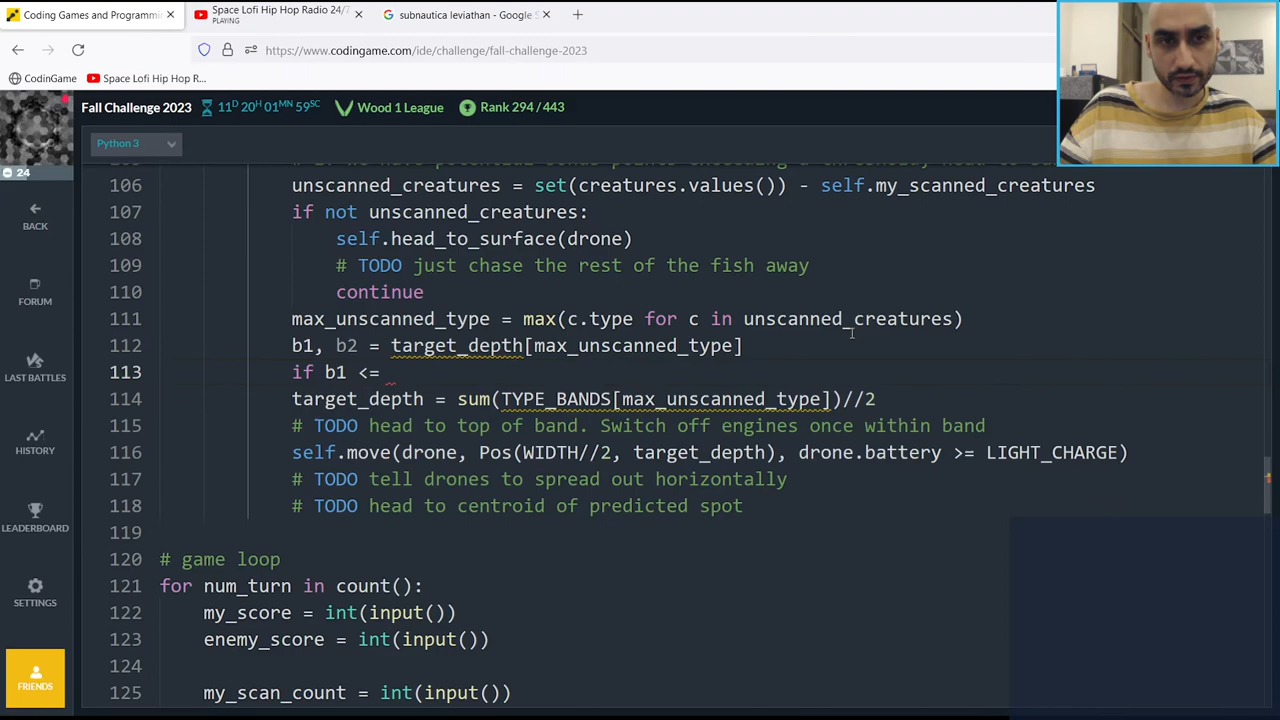 Coding Games and Programmi
Space Lofi Hip Hop Radio 24/7
PLAYING
subnautica leviathan - Google S
https://www.codingame.com/ide/challenge/fall-challenge-2023
CodinGame
Space Lofi Hip Hop R...
Fall Challenge 2023
11D 20H 01MN 59SC
Wood 1 League
Rank 294 / 443
Python 3
24
BACK
FORUM
LAST BATTLES
HISTORY
LEADERBOARD
SETTINGS
FRIENDS
106 unscanned_creatures = set(creatures.values()) - self.my_scanned_creatures
107 if not unscanned_creatures:
108 self.head_to_surface(drone)
109 # TODO just chase the rest of the fish away
110 continue
111 max_unscanned_type = max(c.type for c in unscanned_creatures)
112 b1, b2 = target_depth[max_unscanned_type]
113 if b1 <=
114 target_depth = sum(TYPE_BANDS[max_unscanned_type])//2
115 # TODO head to top of band. Switch off engines once within band
116 self.move(drone, Pos(WIDTH//2, target_depth), drone.battery >= LIGHT_CHARGE)
117 # TODO tell drones to spread out horizontally
118 # TODO head to centroid of predicted spot
119
120 # game loop
121 for num_turn in count():
122 my_score = int(input())
123 enemy_score = int(input())
124
125 my_scan_count = int(input())